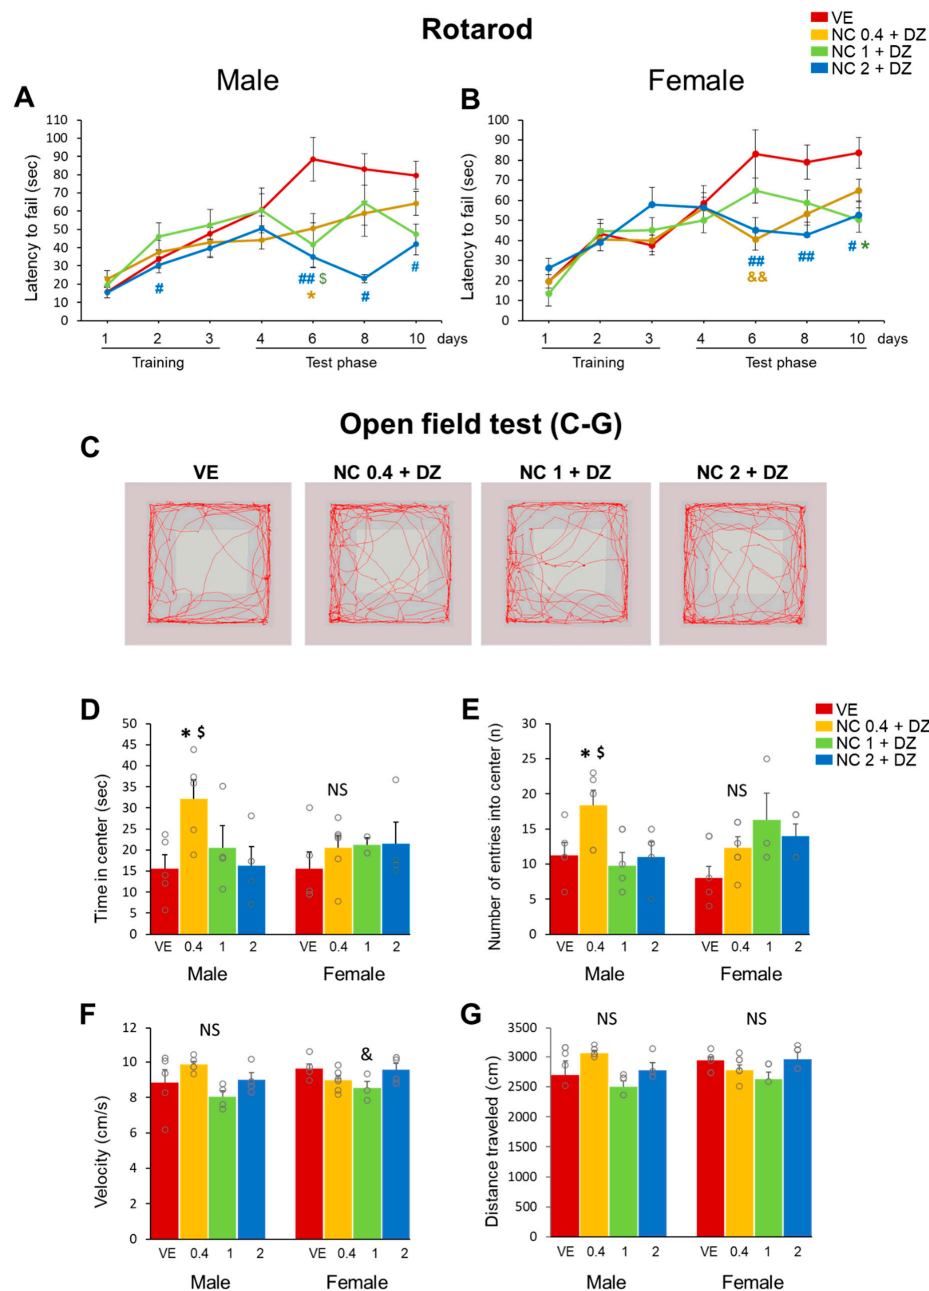 Rotarod
VE
NC 0.4 + DZ
NC 1 + DZ
NC 2 + DZ
Male
Female
A
Latency to fail (sec)
110
100
90
80
70
60
50
40
30
20
10
0
#
## $
*
#
#
1 2 3 4 6 8 10 days
Training Test phase
B
Latency to fail (sec)
100
90
80
70
60
50
40
30
20
10
0
##
&&
##
# *
1 2 3 4 6 8 10 days
Training Test phase
Open field test (C-G)
C
VE NC 0.4 + DZ NC 1 + DZ NC 2 + DZ
D
Time in center (sec)
50
45
40
35
30
25
20
15
10
5
0
* $
NS
VE 0.4 1 2 VE 0.4 1 2
Male Female
E
Number of entries into center (n)
30
25
20
15
10
5
0
* $
NS
VE 0.4 1 2 VE 0.4 1 2
Male Female
VE
NC 0.4 + DZ
NC 1 + DZ
NC 2 + DZ
F
Velocity (cm/s)
12
10
8
6
4
2
0
NS
&
VE 0.4 1 2 VE 0.4 1 2
Male Female
G
Distance traveled (cm)
3500
3000
2500
2000
1500
1000
500
0
NS NS
VE 0.4 1 2 VE 0.4 1 2
Male Female